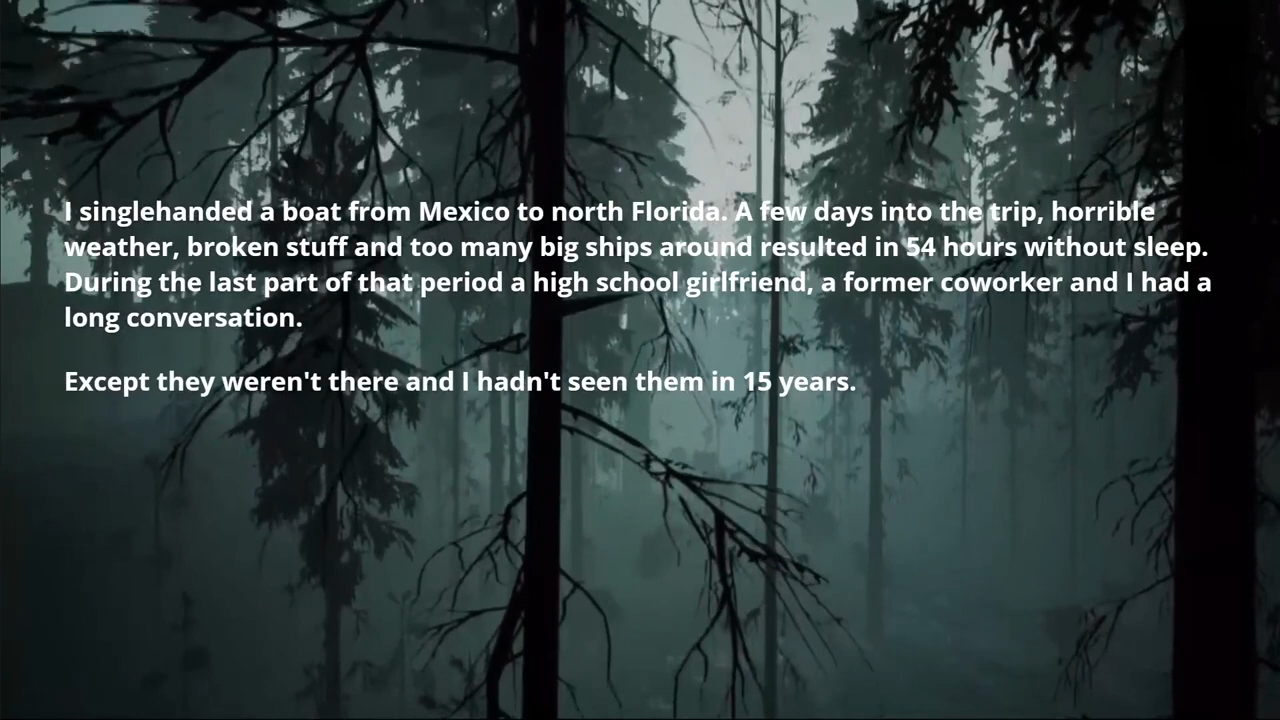 I singlehanded a boat from Mexico to north Florida. A few days into the trip, horrible
weather, broken stuff and too many big ships around resulted in 54 hours without sleep.
During the last part of that period a high school girlfriend, a former coworker and I had a
long conversation.
Except they weren't there and I hadn't seen them in 15 years.